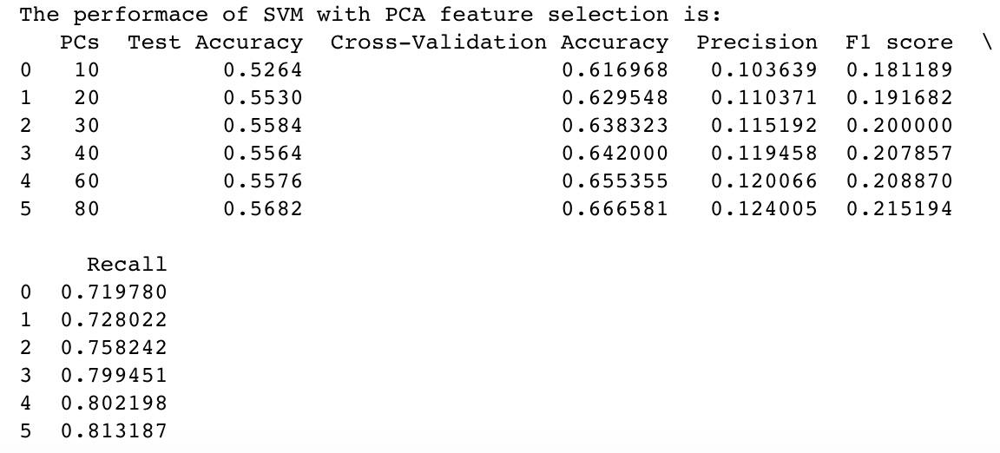 The performace of SVM with PCA feature selection is:
PCs Test Accuracy Cross-Validation Accuracy Precision F1 score \
0 10 0.5264 0.616968 0.103639 0.181189
1 20 0.5530 0.629548 0.110371 0.191682
2 30 0.5584 0.638323 0.115192 0.200000
3 40 0.5564 0.642000 0.119458 0.207857
4 60 0.5576 0.655355 0.120066 0.208870
5 80 0.5682 0.666581 0.124005 0.215194
Recall
0 0.719780
1 0.728022
2 0.758242
3 0.799451
4 0.802198
5 0.813187